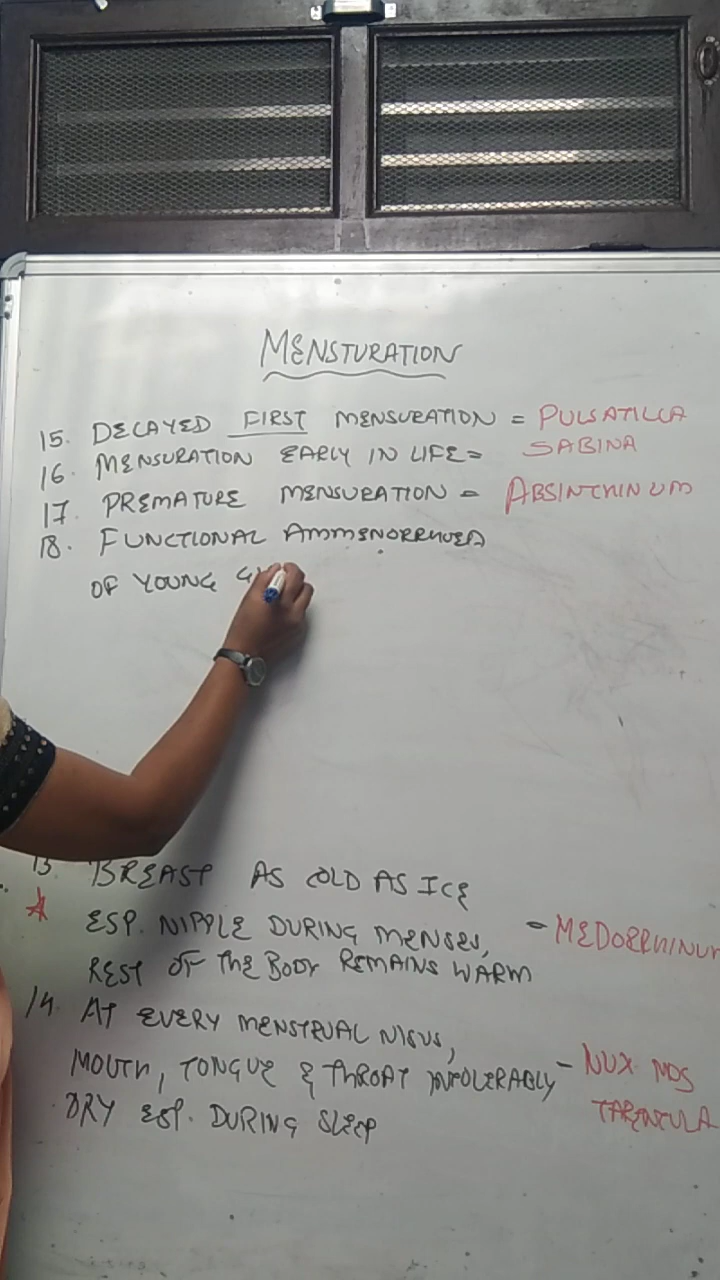 MENSTURATION
15. DECAYED FIRST MENSURATION = PULSATILLA
16. MENSURATION EARLY IN LIFE = SABINA
17. PREMATURE MENSURATION = ABSINTHINUM
18. FUNCTIONAL AMMENORRHOEA
OF YOUNG
13. BREAST AS COLD AS ICE
ESP. NIPPLE DURING MENSES, = MEDORRHINUM
REST OF THE BODY REMAINS WARM
14. AT EVERY MENSTRUAL NISUS,
MOUTH, TONGUE & THROAT INTOLERABLY - NUX MOS
DRY ESP. DURING SLEEP TARENTULA